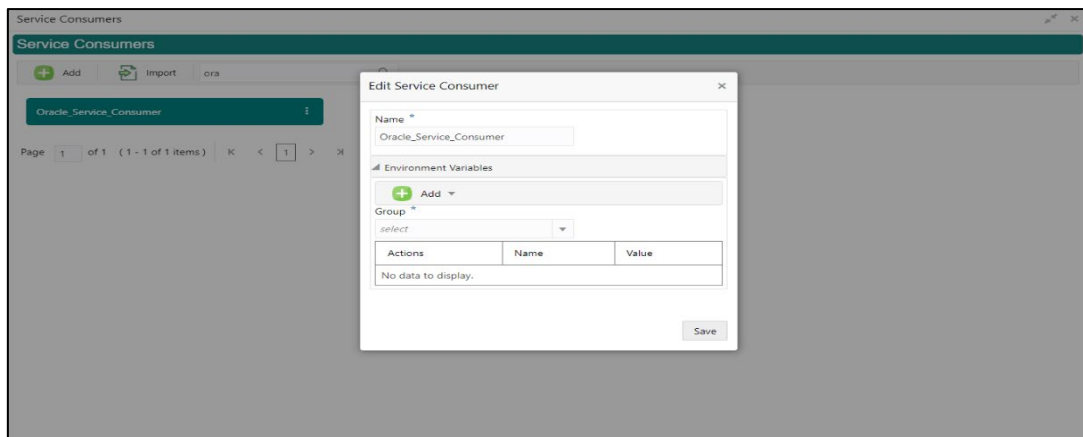 Service Consumers
Service Consumers
Add Import ora
Oracle_Service_Consumer
Page 1 of 1 (1 - 1 of 1 items) 1
Edit Service Consumer
Name *
Oracle_Service_Consumer
Environment Variables
Add
Group *
select
Actions Name Value
No data to display.
Save